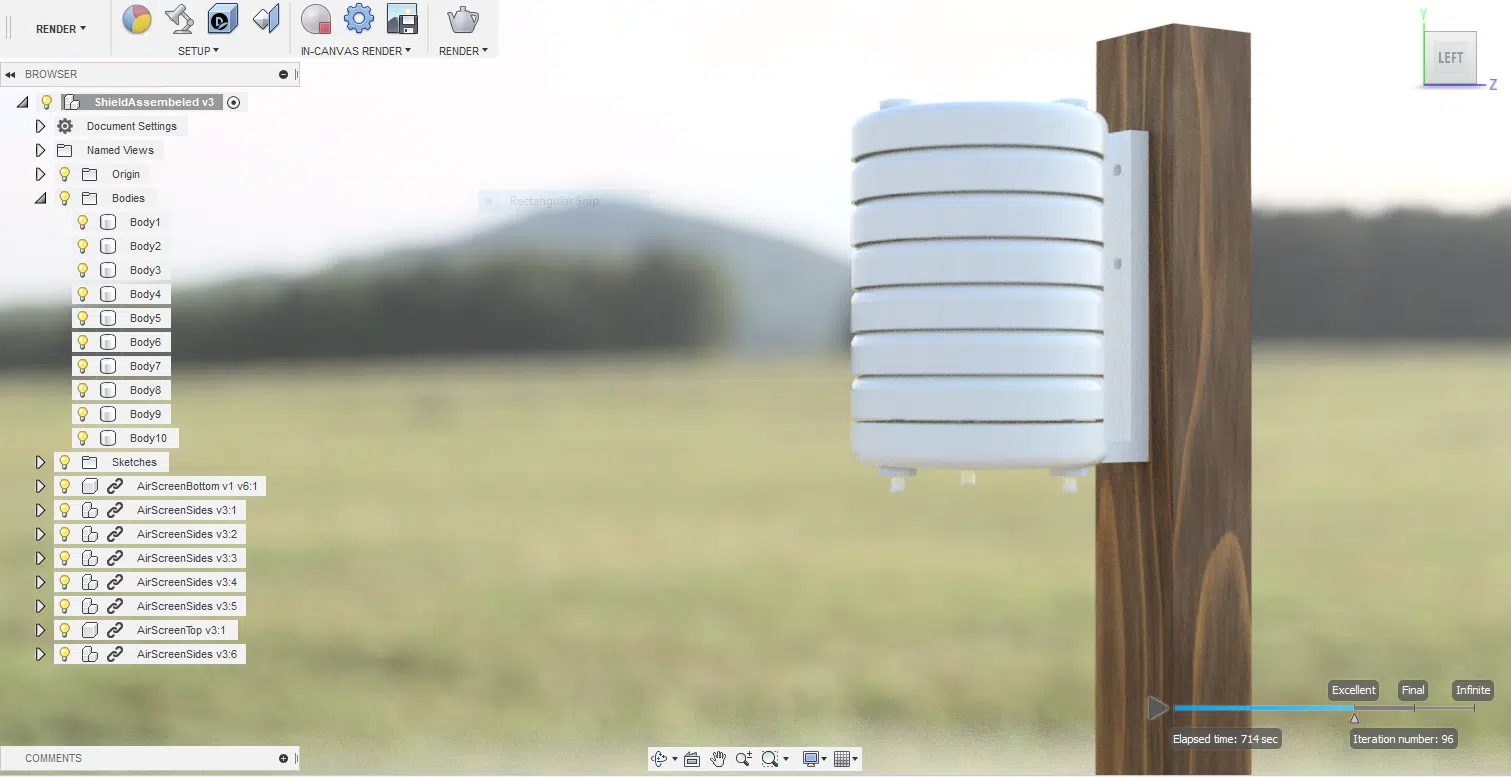 RENDER
SETUP
IN-CANVAS RENDER
RENDER
BROWSER
ShieldAssembeled v3
Document Settings
Named Views
Origin
Bodies
Body1
Body2
Body3
Body4
Body5
Body6
Body7
Body8
Body9
Body10
Sketches
AirScreenBottom v1 v6:1
AirScreenSides v3:1
AirScreenSides v3:2
AirScreenSides v3:3
AirScreenSides v3:4
AirScreenSides v3:5
AirScreenTop v3:1
AirScreenSides v3:6
COMMENTS
Rectangular Snip
Y
LEFT
Z
Excellent Final Infinite
Elapsed time: 714 sec Iteration number: 96